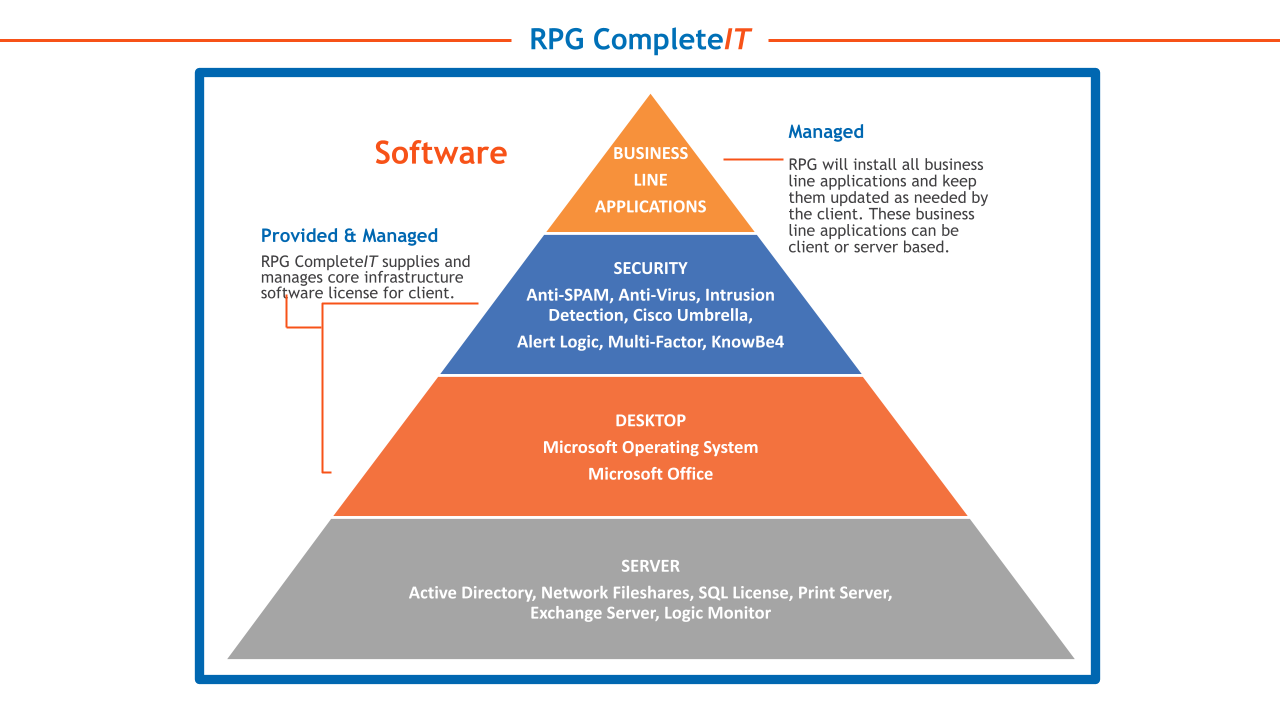 RPG CompleteIT
Software
Managed
RPG will install all business
line applications and keep
them updated as needed by
the client. These business
line applications can be
client or server based.
Provided & Managed
RPG CompleteIT supplies and
manages core infrastructure
software license for client.
BUSINESS
LINE
APPLICATIONS
SECURITY
Anti-SPAM, Anti-Virus, Intrusion
Detection, Cisco Umbrella,
Alert Logic, Multi-Factor, KnowBe4
DESKTOP
Microsoft Operating System
Microsoft Office
SERVER
Active Directory, Network Fileshares, SQL License, Print Server,
Exchange Server, Logic Monitor